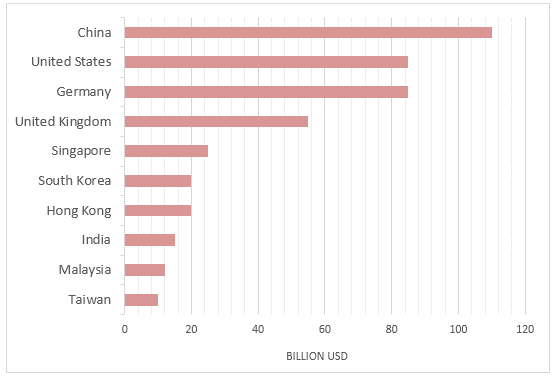 China
United States
Germany
United Kingdom
Singapore
South Korea
Hong Kong
India
Malaysia
Taiwan
0 20 40 60 80 100 120
BILLION USD